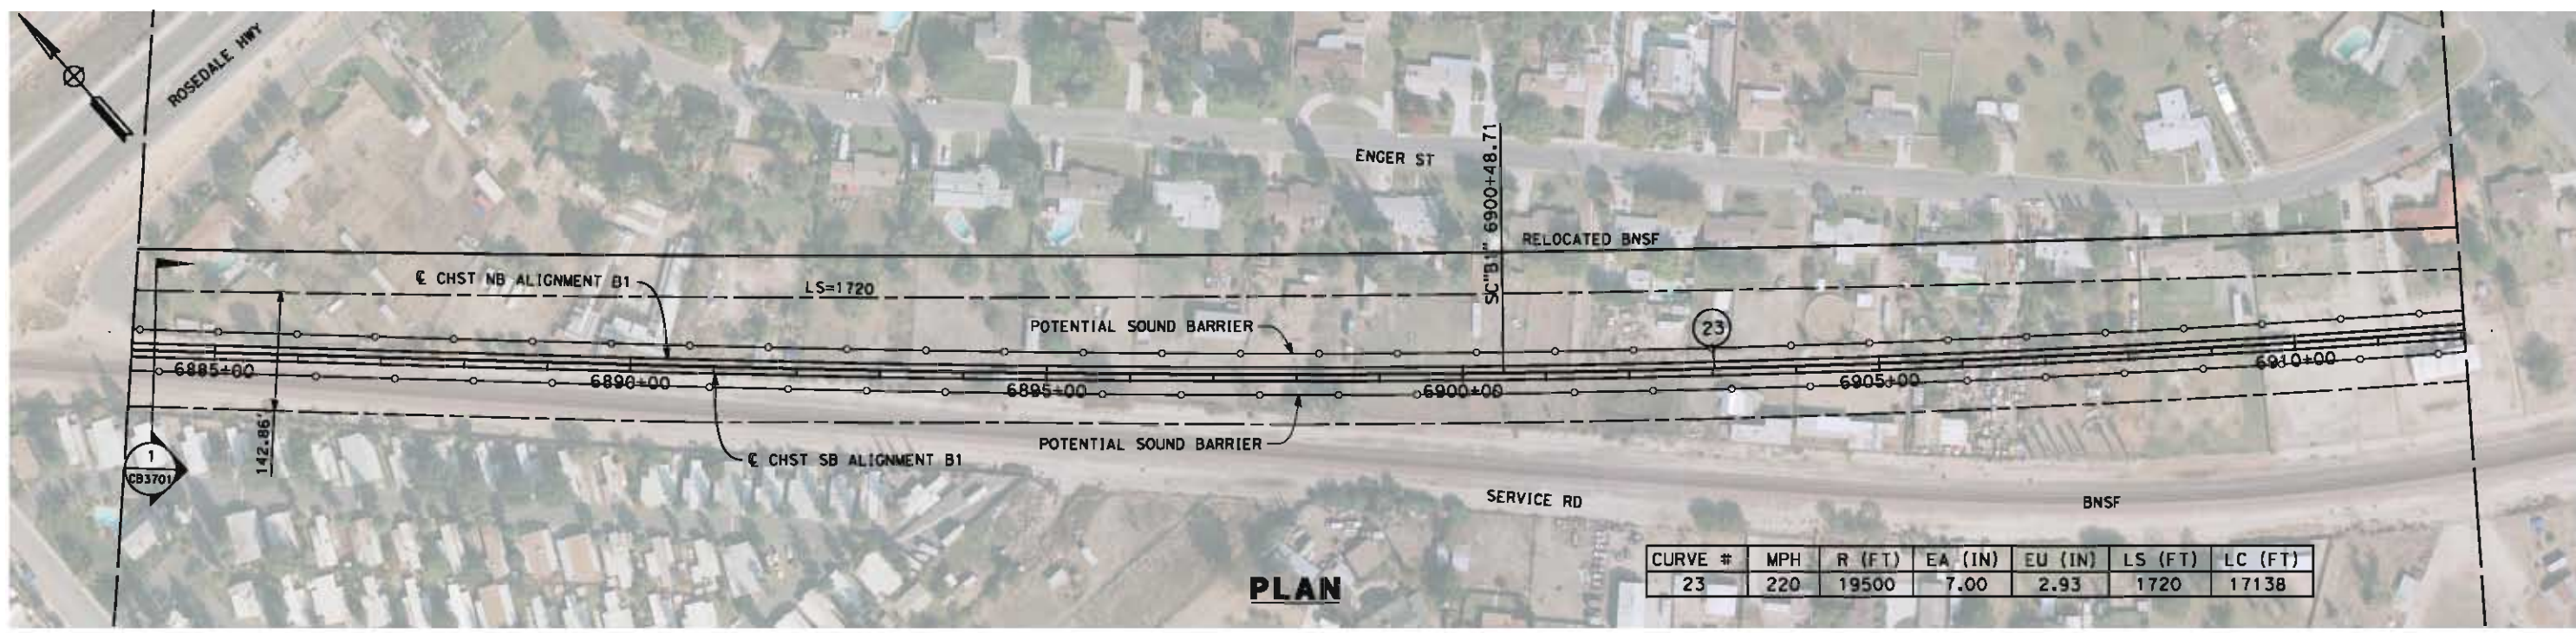 ROSEDALE HWY
ENGER ST
SC"B1" 6900+48.71
RELOCATED BNSF
℄ CHST NB ALIGNMENT B1
LS=1720
POTENTIAL SOUND BARRIER
23
6885+00
6890+00
6895+00
6900+00
6905+00
6910+00
142.86'
1
CB3701
℄ CHST SB ALIGNMENT B1
POTENTIAL SOUND BARRIER
SERVICE RD
BNSF
PLAN
CURVE # MPH R (FT) EA (IN) EU (IN) LS (FT) LC (FT)
23 220 19500 7.00 2.93 1720 17138